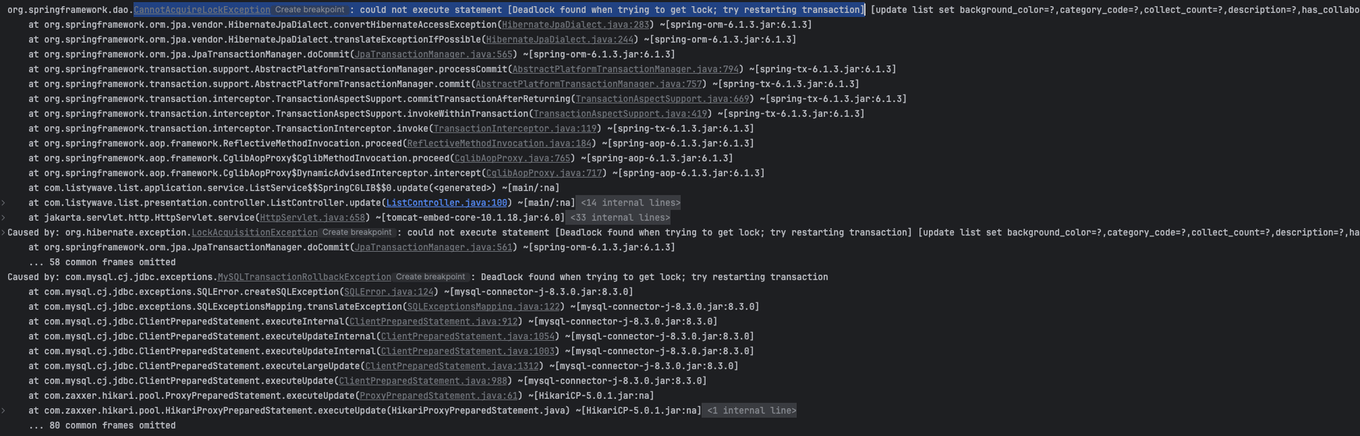 org.springframework.dao.CannotAcquireLockException Create breakpoint : could not execute statement [Deadlock found when trying to get lock; try restarting transaction] [update list set background_color=?,category_code=?,collect_count=?,description=?,has_collabo
at org.springframework.orm.jpa.vendor.HibernateJpaDialect.convertHibernateAccessException(HibernateJpaDialect.java:283) ~[spring-orm-6.1.3.jar:6.1.3]
at org.springframework.orm.jpa.vendor.HibernateJpaDialect.translateExceptionIfPossible(HibernateJpaDialect.java:244) ~[spring-orm-6.1.3.jar:6.1.3]
at org.springframework.orm.jpa.JpaTransactionManager.doCommit(JpaTransactionManager.java:565) ~[spring-orm-6.1.3.jar:6.1.3]
at org.springframework.transaction.support.AbstractPlatformTransactionManager.processCommit(AbstractPlatformTransactionManager.java:794) ~[spring-tx-6.1.3.jar:6.1.3]
at org.springframework.transaction.support.AbstractPlatformTransactionManager.commit(AbstractPlatformTransactionManager.java:757) ~[spring-tx-6.1.3.jar:6.1.3]
at org.springframework.transaction.interceptor.TransactionAspectSupport.commitTransactionAfterReturning(TransactionAspectSupport.java:669) ~[spring-tx-6.1.3.jar:6.1.3]
at org.springframework.transaction.interceptor.TransactionAspectSupport.invokeWithinTransaction(TransactionAspectSupport.java:419) ~[spring-tx-6.1.3.jar:6.1.3]
at org.springframework.transaction.interceptor.TransactionInterceptor.invoke(TransactionInterceptor.java:119) ~[spring-tx-6.1.3.jar:6.1.3]
at org.springframework.aop.framework.ReflectiveMethodInvocation.proceed(ReflectiveMethodInvocation.java:184) ~[spring-aop-6.1.3.jar:6.1.3]
at org.springframework.aop.framework.CglibAopProxy$CglibMethodInvocation.proceed(CglibAopProxy.java:765) ~[spring-aop-6.1.3.jar:6.1.3]
at org.springframework.aop.framework.CglibAopProxy$DynamicAdvisedInterceptor.intercept(CglibAopProxy.java:717) ~[spring-aop-6.1.3.jar:6.1.3]
at com.listywave.list.application.service.ListService$$SpringCGLIB$$0.update(<generated>) ~[main/:na]
at com.listywave.list.presentation.controller.ListController.update(ListController.java:100) ~[main/:na] <14 internal lines>
at jakarta.servlet.http.HttpServlet.service(HttpServlet.java:658) ~[tomcat-embed-core-10.1.18.jar:6.0] <33 internal lines>
Caused by: org.hibernate.exception.LockAcquisitionException Create breakpoint : could not execute statement [Deadlock found when trying to get lock; try restarting transaction] [update list set background_color=?,category_code=?,collect_count=?,description=?,ha
at org.springframework.orm.jpa.JpaTransactionManager.doCommit(JpaTransactionManager.java:561) ~[spring-orm-6.1.3.jar:6.1.3]
... 58 common frames omitted
Caused by: com.mysql.cj.jdbc.exceptions.MySQLTransactionRollbackException Create breakpoint : Deadlock found when trying to get lock; try restarting transaction
at com.mysql.cj.jdbc.exceptions.SQLError.createSQLException(SQLError.java:124) ~[mysql-connector-j-8.3.0.jar:8.3.0]
at com.mysql.cj.jdbc.exceptions.SQLExceptionsMapping.translateException(SQLExceptionsMapping.java:122) ~[mysql-connector-j-8.3.0.jar:8.3.0]
at com.mysql.cj.jdbc.ClientPreparedStatement.executeInternal(ClientPreparedStatement.java:912) ~[mysql-connector-j-8.3.0.jar:8.3.0]
at com.mysql.cj.jdbc.ClientPreparedStatement.executeUpdateInternal(ClientPreparedStatement.java:1054) ~[mysql-connector-j-8.3.0.jar:8.3.0]
at com.mysql.cj.jdbc.ClientPreparedStatement.executeUpdateInternal(ClientPreparedStatement.java:1003) ~[mysql-connector-j-8.3.0.jar:8.3.0]
at com.mysql.cj.jdbc.ClientPreparedStatement.executeLargeUpdate(ClientPreparedStatement.java:1312) ~[mysql-connector-j-8.3.0.jar:8.3.0]
at com.mysql.cj.jdbc.ClientPreparedStatement.executeUpdate(ClientPreparedStatement.java:988) ~[mysql-connector-j-8.3.0.jar:8.3.0]
at com.zaxxer.hikari.pool.ProxyPreparedStatement.executeUpdate(ProxyPreparedStatement.java:61) ~[HikariCP-5.0.1.jar:na]
at com.zaxxer.hikari.pool.HikariProxyPreparedStatement.executeUpdate(HikariProxyPreparedStatement.java) ~[HikariCP-5.0.1.jar:na] <1 internal line>
... 80 common frames omitted